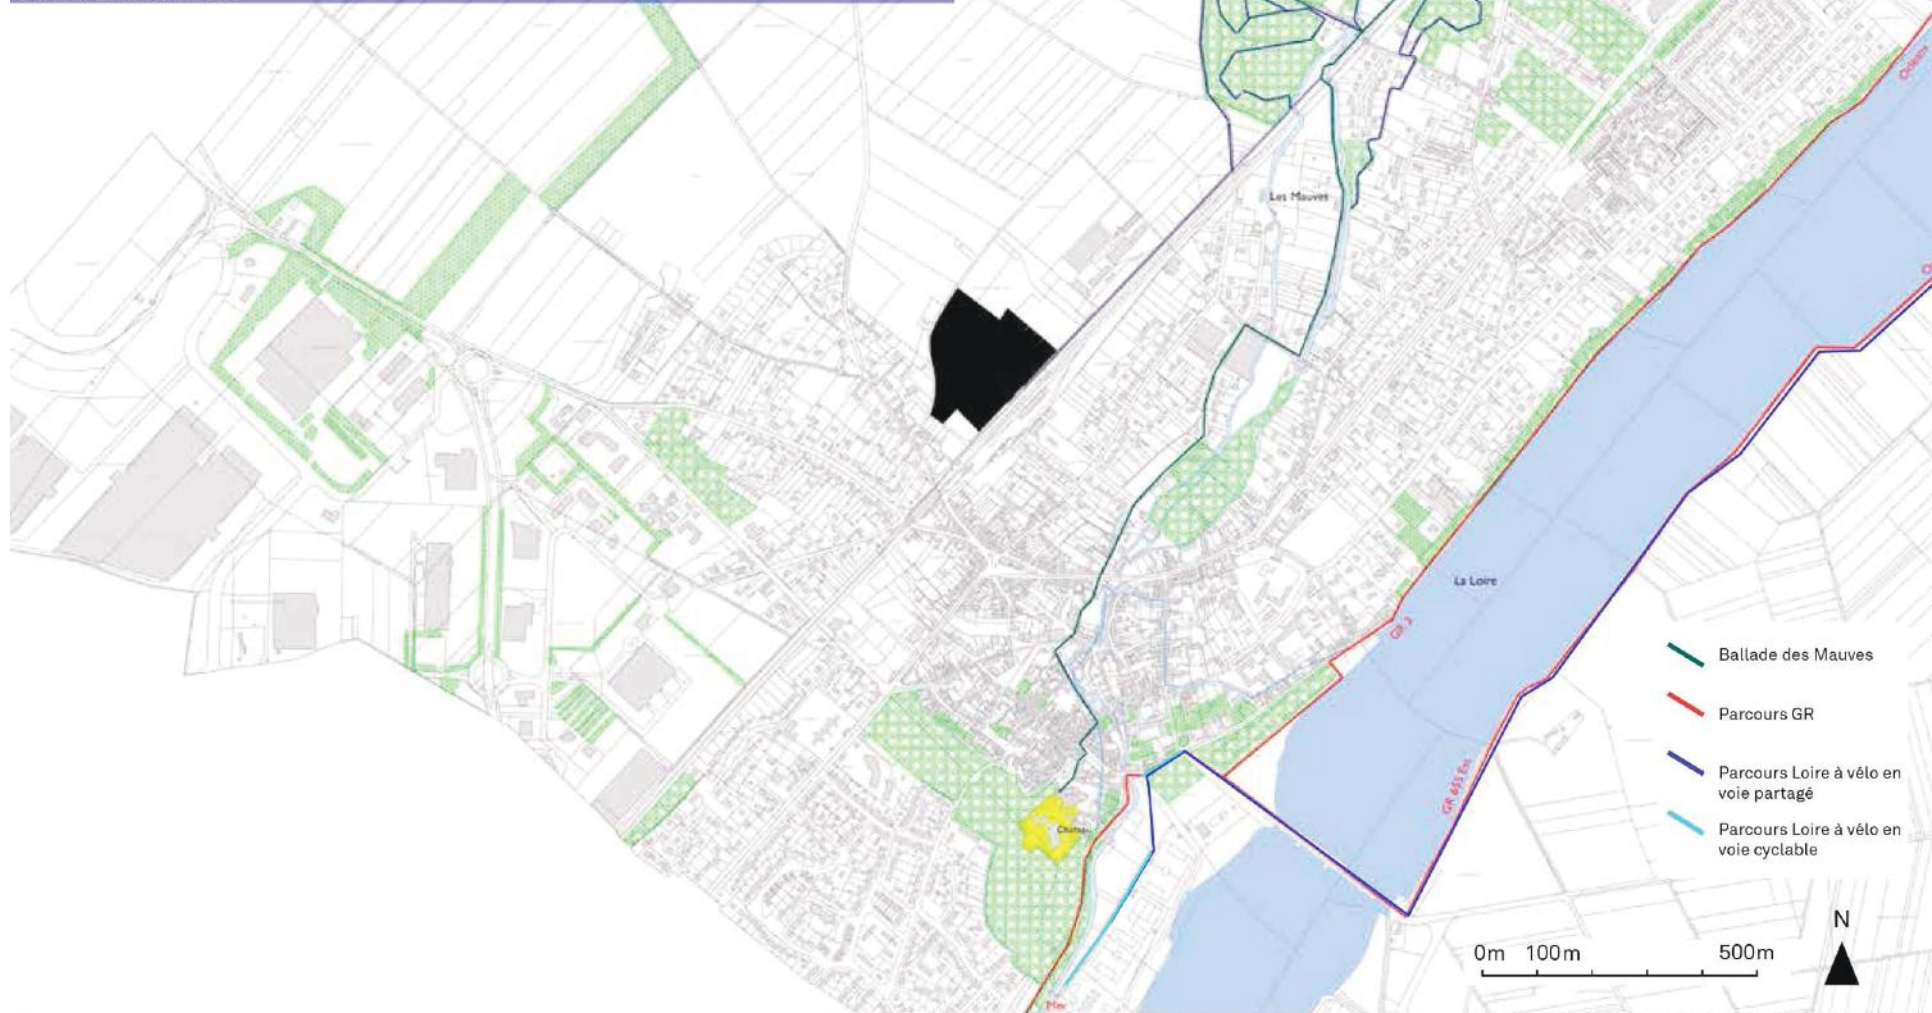 Les Mauves
La Loire
GR 3
GR 655 Est
Ballade des Mauves
Parcours GR
Parcours Loire à vélo en
voie partagé
Parcours Loire à vélo en
voie cyclable
N
0m 100m 500m